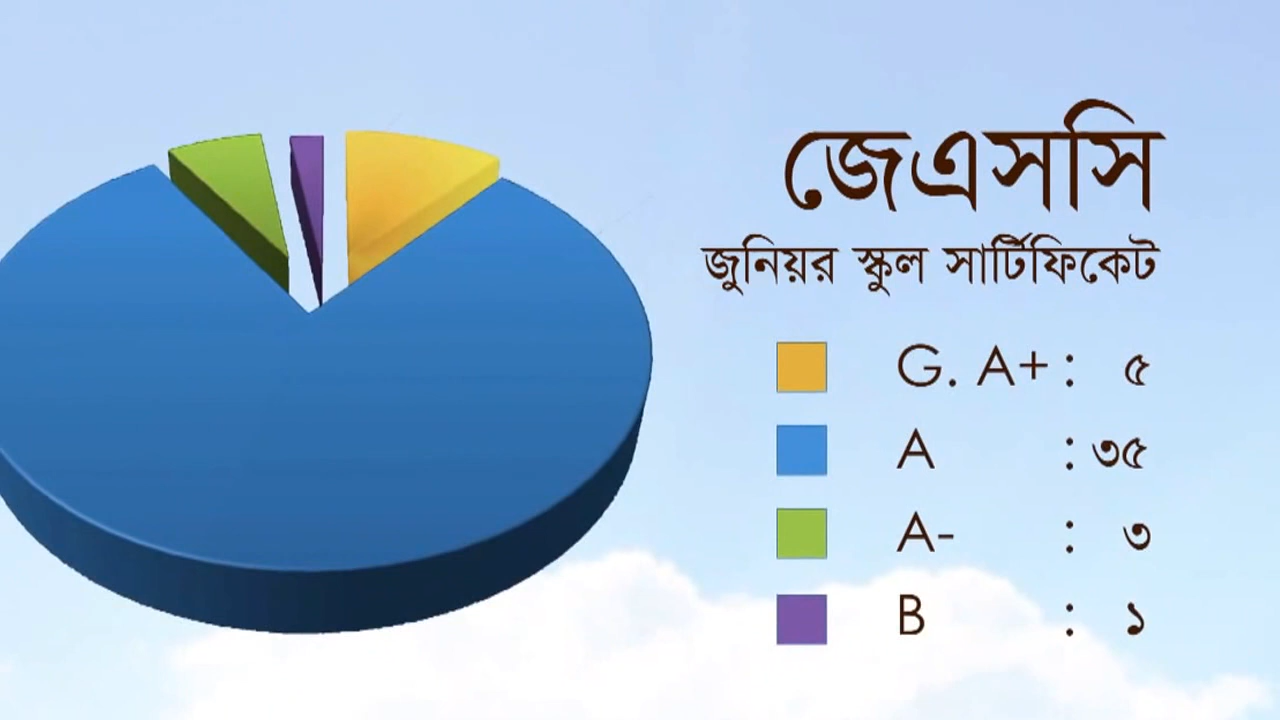 জেএসসি
জুনিয়র স্কুল সার্টিফিকেট
G. A+ : ৫
A : ৩৫
A- : ৩
B : ১